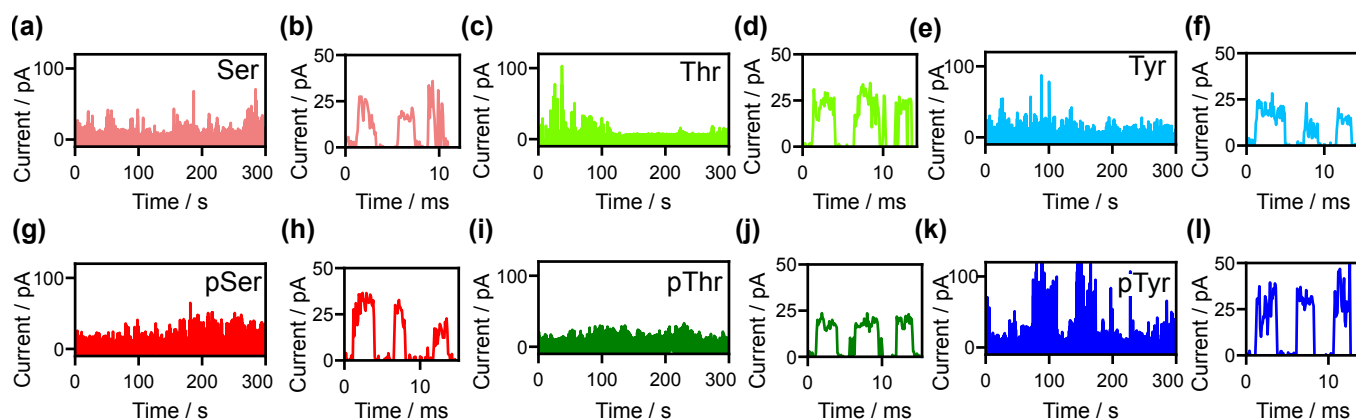 (a) (b) (c) (d) (e) (f)
Current / pA 100 0 Ser 0 100 200 300 Time / s
Current / pA 50 25 0 0 10 Time / ms
Current / pA 100 0 Thr 0 100 200 300 Time / s
Current / pA 50 25 0 0 10 Time / ms
Current / pA 100 0 Tyr 0 100 200 300 Time / s
Current / pA 50 25 0 0 10 Time / ms
(g) (h) (i) (j) (k) (l)
Current / pA 100 0 pSer 0 100 200 300 Time / s
Current / pA 50 25 0 0 10 Time / ms
Current / pA 100 0 pThr 0 100 200 300 Time / s
Current / pA 50 25 0 0 10 Time / ms
Current / pA 100 0 pTyr 0 100 200 300 Time / s
Current / pA 50 25 0 0 10 Time / ms